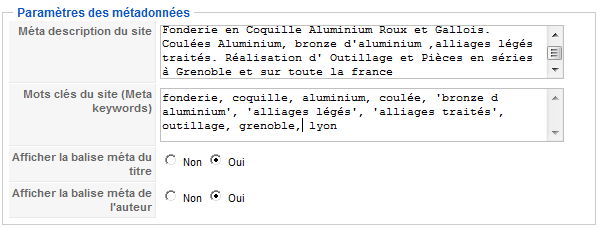 Paramètres des métadonnées
Méta description du site
Fonderie en Coquille Aluminium Roux et Gallois.
Coulées Aluminium, bronze d'aluminium ,alliages légés
traités. Réalisation d' Outillage et Pièces en séries
à Grenoble et sur toute la france
Mots clés du site (Meta
keywords)
fonderie, coquille, aluminium, coulée, 'bronze d
aluminium', 'alliages légés', 'alliages traités',
outillage, grenoble, lyon
Afficher la balise méta du
titre
Non Oui
Afficher la balise méta de
l'auteur
Non Oui